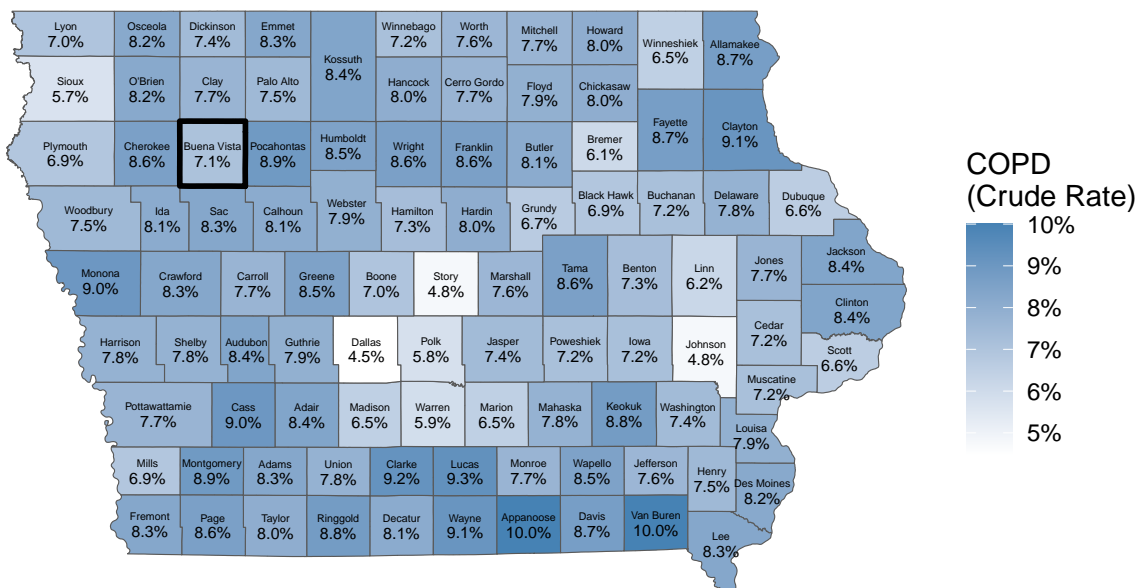 Lyon
7.0%
Osceola
8.2%
Dickinson
7.4%
Emmet
8.3%
Kossuth
8.4%
Winnebago
7.2%
Worth
7.6%
Mitchell
7.7%
Howard
8.0%
Winneshiek
6.5%
Allamakee
8.7%
Sioux
5.7%
O'Brien
8.2%
Clay
7.7%
Palo Alto
7.5%
Hancock
8.0%
Cerro Gordo
7.7%
Floyd
7.9%
Chickasaw
8.0%
Plymouth
6.9%
Cherokee
8.6%
Buena Vista
7.1%
Pocahontas
8.9%
Humboldt
8.5%
Wright
8.6%
Franklin
8.6%
Butler
8.1%
Bremer
6.1%
Fayette
8.7%
Clayton
9.1%
Woodbury
7.5%
Ida
8.1%
Sac
8.3%
Calhoun
8.1%
Webster
7.9%
Hamilton
7.3%
Hardin
8.0%
Grundy
6.7%
Black Hawk
6.9%
Buchanan
7.2%
Delaware
7.8%
Dubuque
6.6%
Monona
9.0%
Crawford
8.3%
Carroll
7.7%
Greene
8.5%
Boone
7.0%
Story
4.8%
Marshall
7.6%
Tama
8.6%
Benton
7.3%
Linn
6.2%
Jones
7.7%
Jackson
8.4%
Clinton
8.4%
Harrison
7.8%
Shelby
7.8%
Audubon
8.4%
Guthrie
7.9%
Dallas
4.5%
Polk
5.8%
Jasper
7.4%
Poweshiek
7.2%
Iowa
7.2%
Johnson
4.8%
Cedar
7.2%
Scott
6.6%
Muscatine
7.2%
Pottawattamie
7.7%
Cass
9.0%
Adair
8.4%
Madison
6.5%
Warren
5.9%
Marion
6.5%
Mahaska
7.8%
Keokuk
8.8%
Washington
7.4%
Louisa
7.9%
Mills
6.9%
Montgomery
8.9%
Adams
8.3%
Union
7.8%
Clarke
9.2%
Lucas
9.3%
Monroe
7.7%
Wapello
8.5%
Jefferson
7.6%
Henry
7.5%
Des Moines
8.2%
Fremont
8.3%
Page
8.6%
Taylor
8.0%
Ringgold
8.8%
Decatur
8.1%
Wayne
9.1%
Appanoose
10.0%
Davis
8.7%
Van Buren
10.0%
Lee
8.3%
COPD
(Crude Rate)
10%
9%
8%
7%
6%
5%